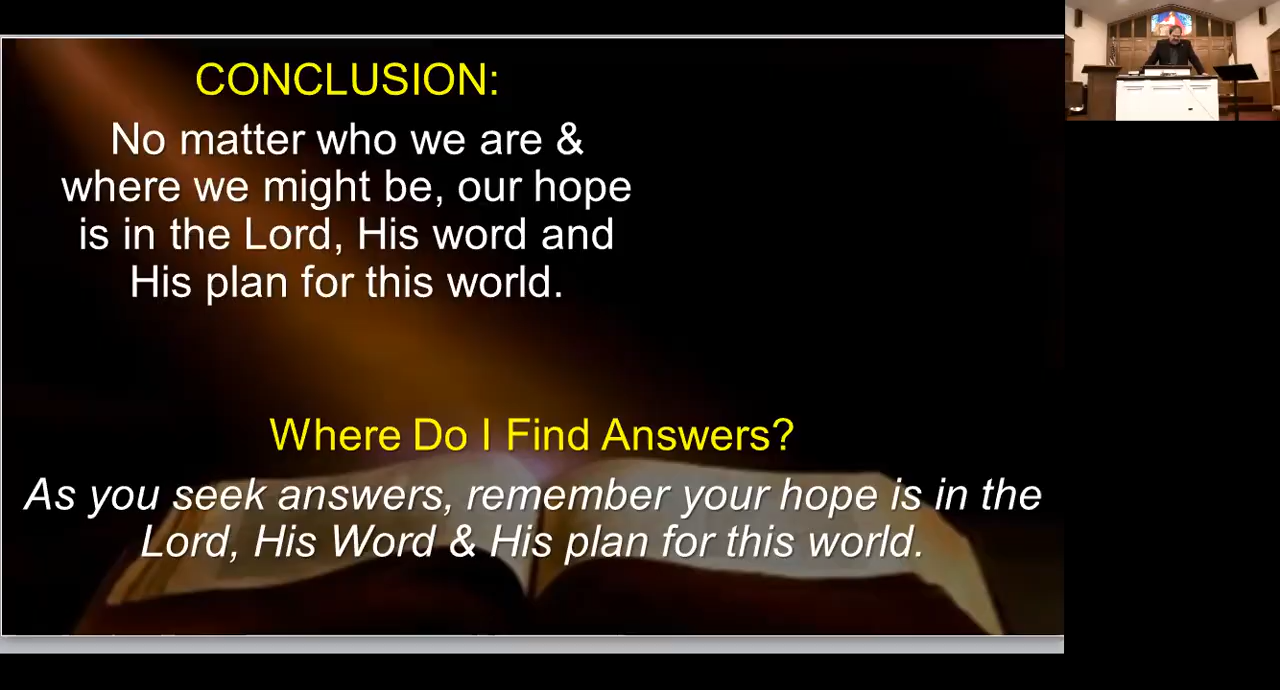 CONCLUSION:
No matter who we are &
where we might be, our hope
is in the Lord, His word and
His plan for this world.
Where Do I Find Answers?
As you seek answers, remember your hope is in the
Lord, His Word & His plan for this world.